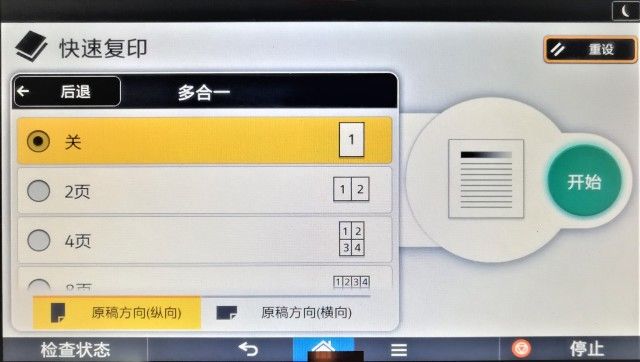 快速复印
重设
后退
多合一
关
1
2页
1 2
4页
1 2
3 4
8页
1 2 3 4
开始
原稿方向(纵向)
原稿方向(横向)
检查状态
停止